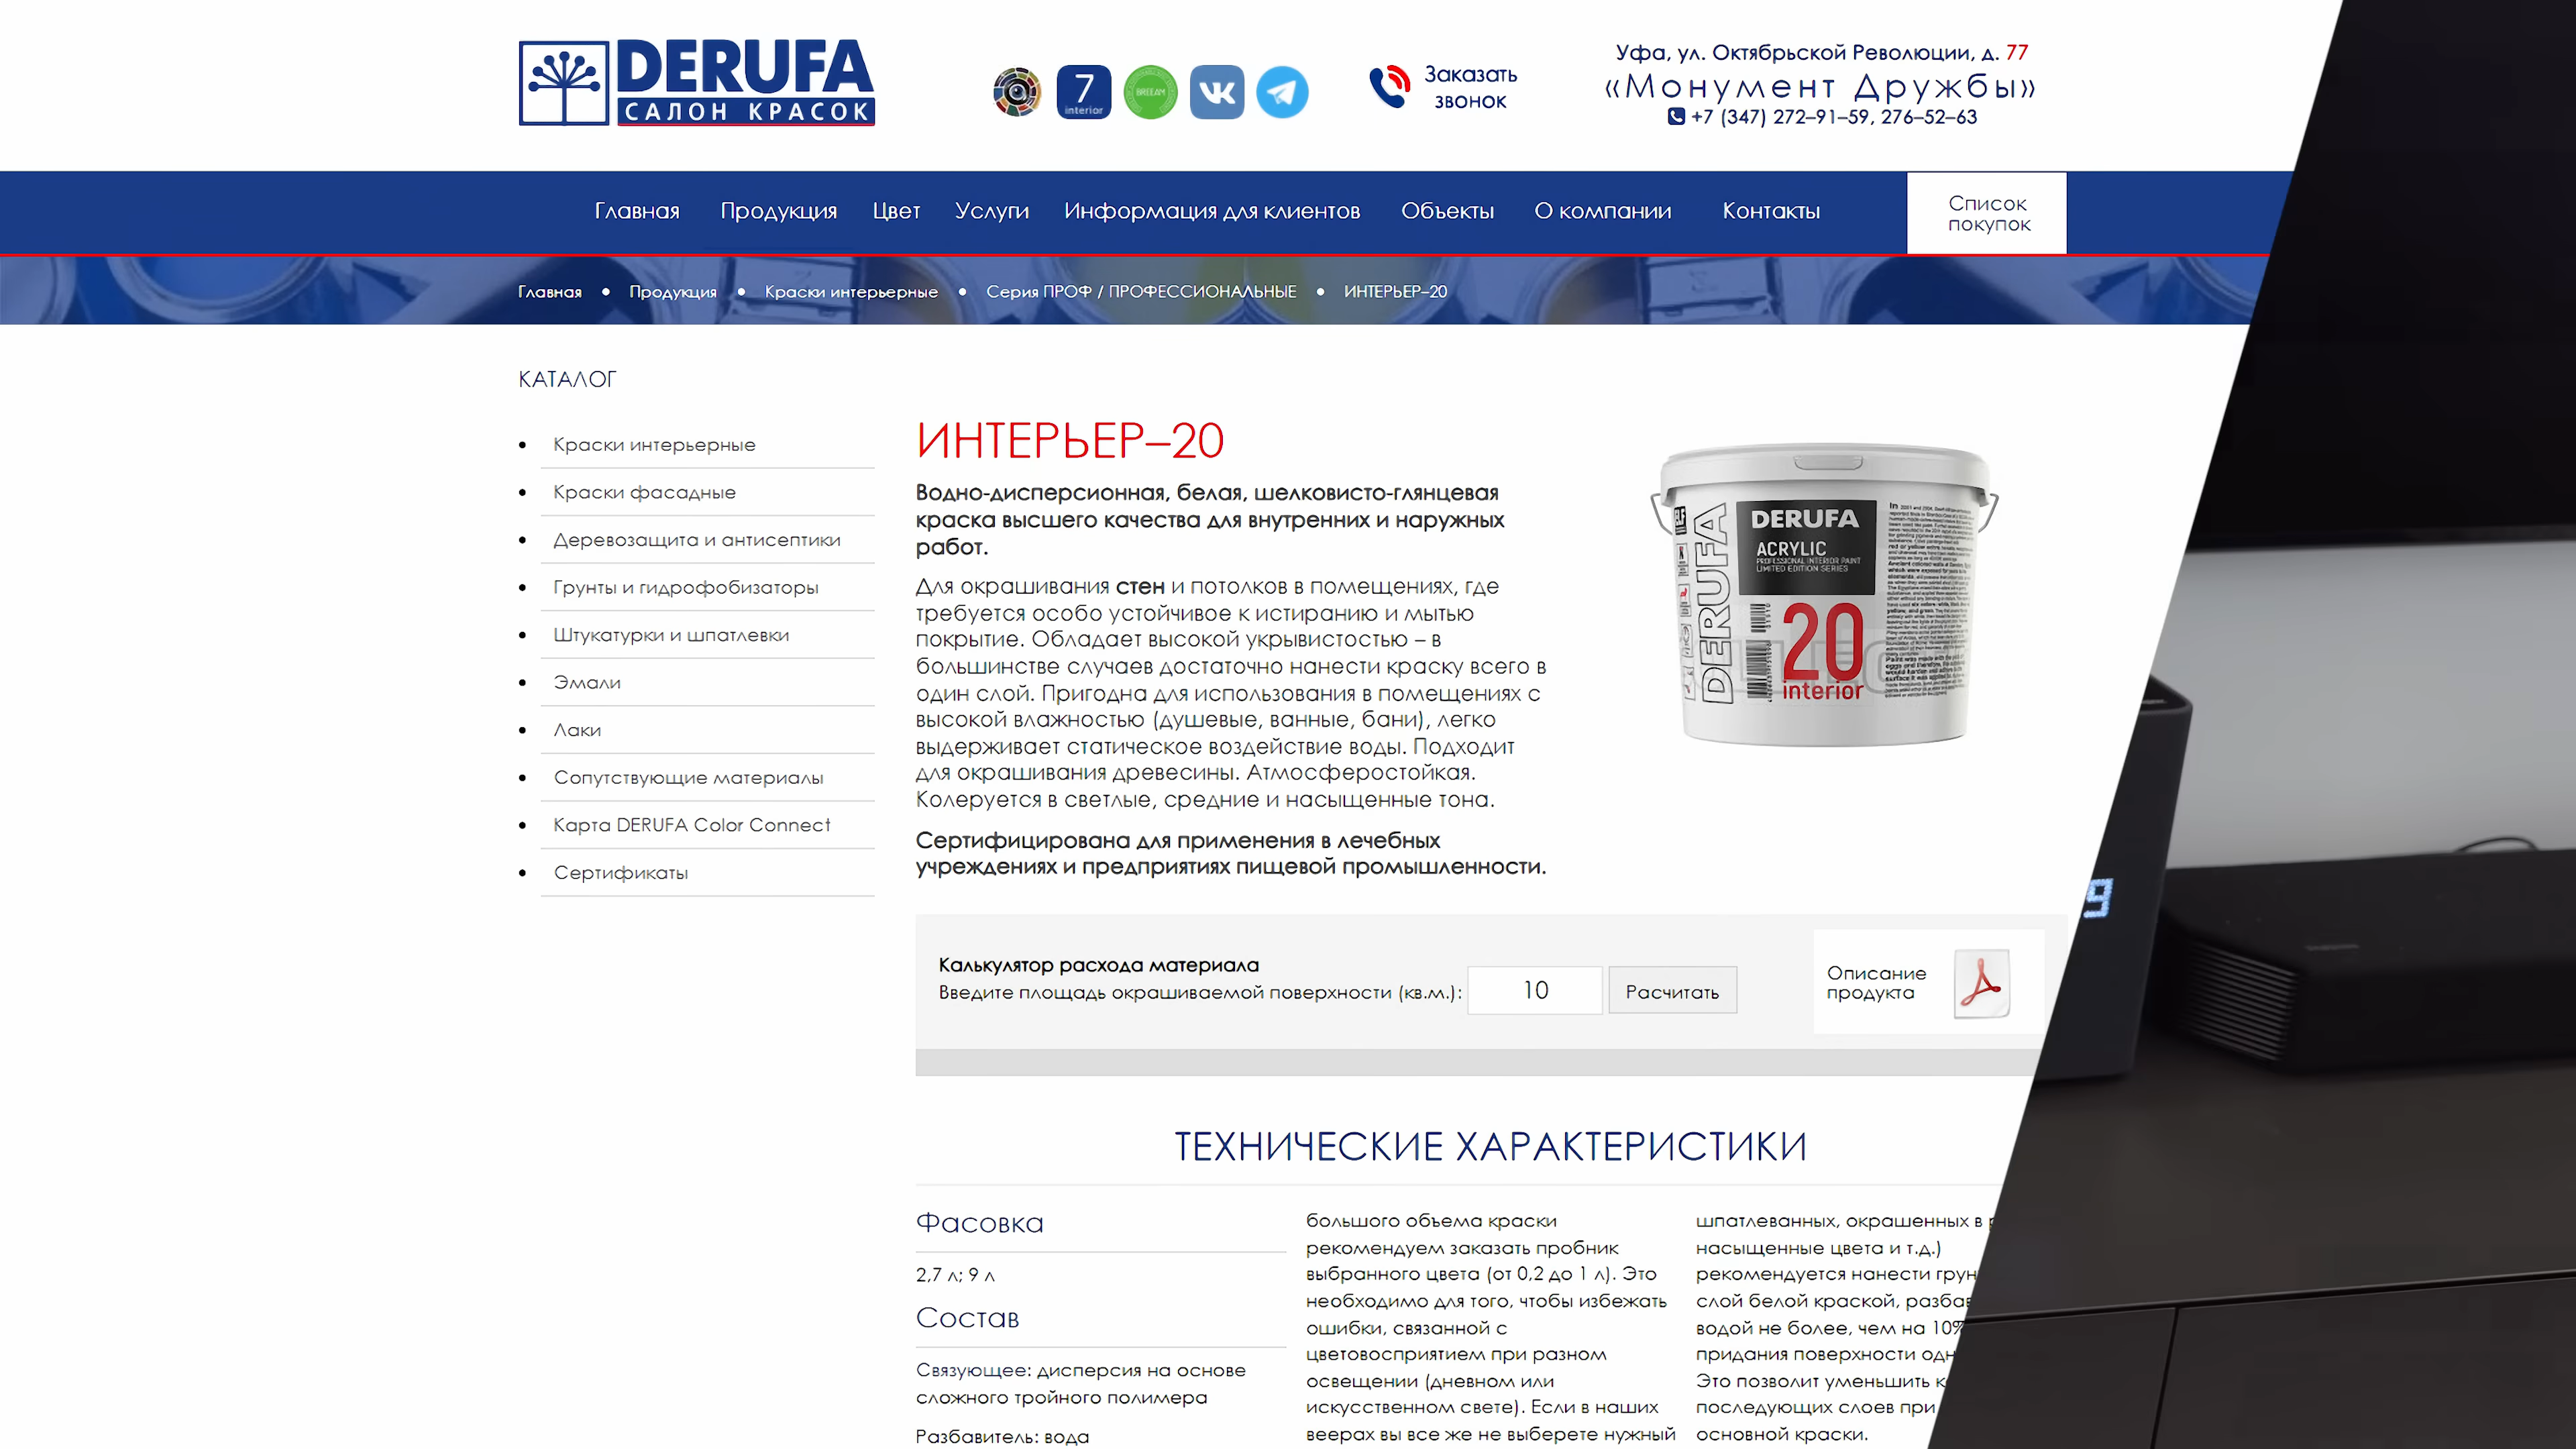 DERUFA
САЛОН КРАСОК
7
interior
BREEAM
Заказать
звонок
Уфа, ул. Октябрьской Революции, д. 77
«Монумент Дружбы»
+7 (347) 272–91–59, 276–52–63
Главная Продукция Цвет Услуги Информация для клиентов Объекты О компании Контакты
Список
покупок
Главная • Продукция • Краски интерьерные • Серия ПРОФ / ПРОФЕССИОНАЛЬНЫЕ • ИНТЕРЬЕР–20
КАТАЛОГ
• Краски интерьерные
• Краски фасадные
• Деревозащита и антисептики
• Грунты и гидрофобизаторы
• Штукатурки и шпатлевки
• Эмали
• Лаки
• Сопутствующие материалы
• Карта DERUFA Color Connect
• Сертификаты
ИНТЕРЬЕР–20
Водно-дисперсионная, белая, шелковисто-глянцевая
краска высшего качества для внутренних и наружных
работ.
Для окрашивания стен и потолков в помещениях, где
требуется особо устойчивое к истиранию и мытью
покрытие. Обладает высокой укрывистостью – в
большинстве случаев достаточно нанести краску всего в
один слой. Пригодна для использования в помещениях с
высокой влажностью (душевые, ванные, бани), легко
выдерживает статическое воздействие воды. Подходит
для окрашивания древесины. Атмосферостойкая.
Колеруется в светлые, средние и насыщенные тона.
Сертифицирована для применения в лечебных
учреждениях и предприятиях пищевой промышленности.
DERUFA
DERUFA
ACRYLIC
PROFESSIONAL INTERIOR PAINT
LIMITED EDITION SERIES
20
interior
Калькулятор расхода материала
Введите площадь окрашиваемой поверхности (кв.м.): 10 Расчитать
Описание
продукта
9
ТЕХНИЧЕСКИЕ ХАРАКТЕРИСТИКИ
Фасовка
2,7 л; 9 л
Состав
Связующее: дисперсия на основе
сложного тройного полимера
Разбавитель: вода
большого объема краски
рекомендуем заказать пробник
выбранного цвета (от 0,2 до 1 л). Это
необходимо для того, чтобы избежать
ошибки, связанной с
цветовосприятием при разном
освещении (дневном или
искусственном свете). Если в наших
веерах вы все же не выберете нужный
шпатлеванных, окрашенных в
насыщенные цвета и т.д.)
рекомендуется нанести грун
слой белой краской, разбав
водой не более, чем на 10%
придания поверхности одн
Это позволит уменьшить к
последующих слоев при
основной краски.